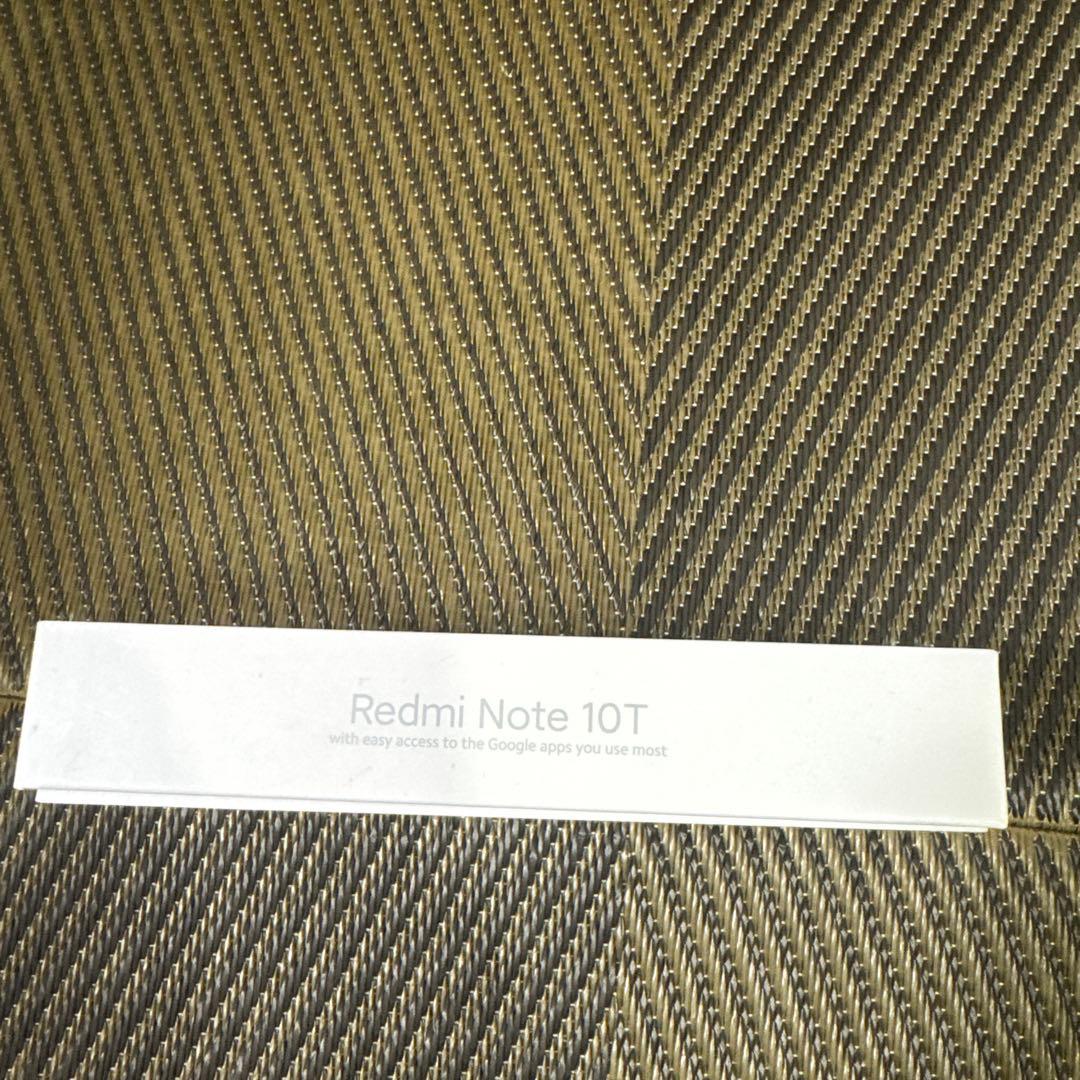 Redmi Note 10T
with easy access to the Google apps you use most